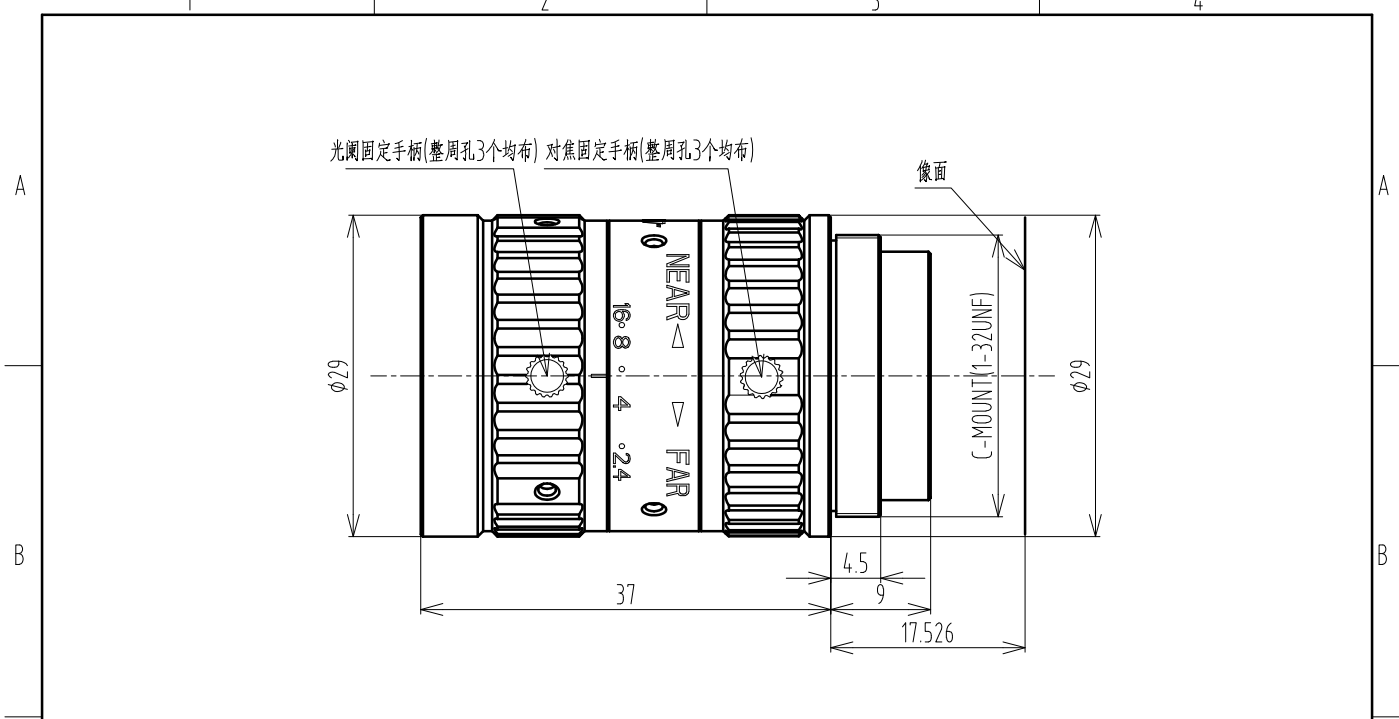 2
3
4
光阑固定手柄(整周孔3个均布)
对焦固定手柄(整周孔3个均布)
像面
A
A
ϕ29
NEAR
16 8 4 2.4
FAR
C-MOUNT(1-32UNF)
ϕ29
B
B
4.5
37
9
17.526